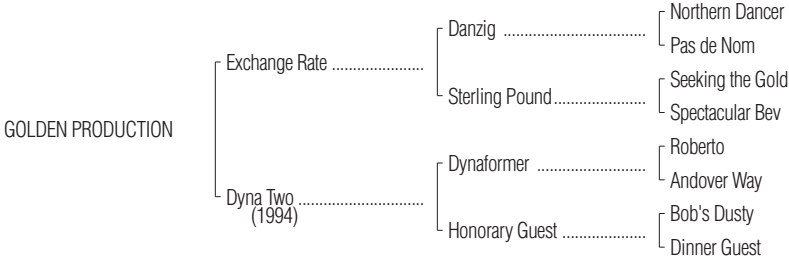 Northern Dancer
Danzig ................................
Pas de Nom
Exchange Rate .....................
Seeking the Gold
Sterling Pound.....................
Spectacular Bev
GOLDEN PRODUCTION
Roberto
Dynaformer .........................
Andover Way
Dyna Two ............................
(1994)
Bob's Dusty
Honorary Guest ...................
Dinner Guest